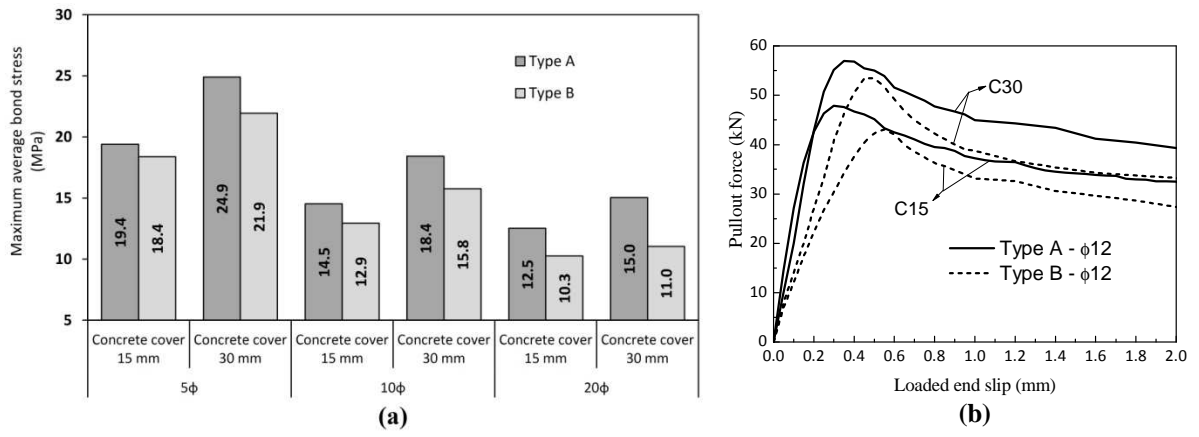 30
25
20
15
10
5
Maximum average bond stress
(MPa)
Type A
Type B
19.4
18.4
24.9
21.9
14.5
12.9
18.4
15.8
12.5
10.3
15.0
11.0
Concrete cover
15 mm
Concrete cover
30 mm
Concrete cover
15 mm
Concrete cover
30 mm
Concrete cover
15 mm
Concrete cover
30 mm
5ϕ
10ϕ
20ϕ
(a)
60
50
40
30
20
10
0
Pullout force (kN)
C30
C15
Type A - ϕ12
Type B - ϕ12
0.0 0.2 0.4 0.6 0.8 1.0 1.2 1.4 1.6 1.8 2.0
Loaded end slip (mm)
(b)